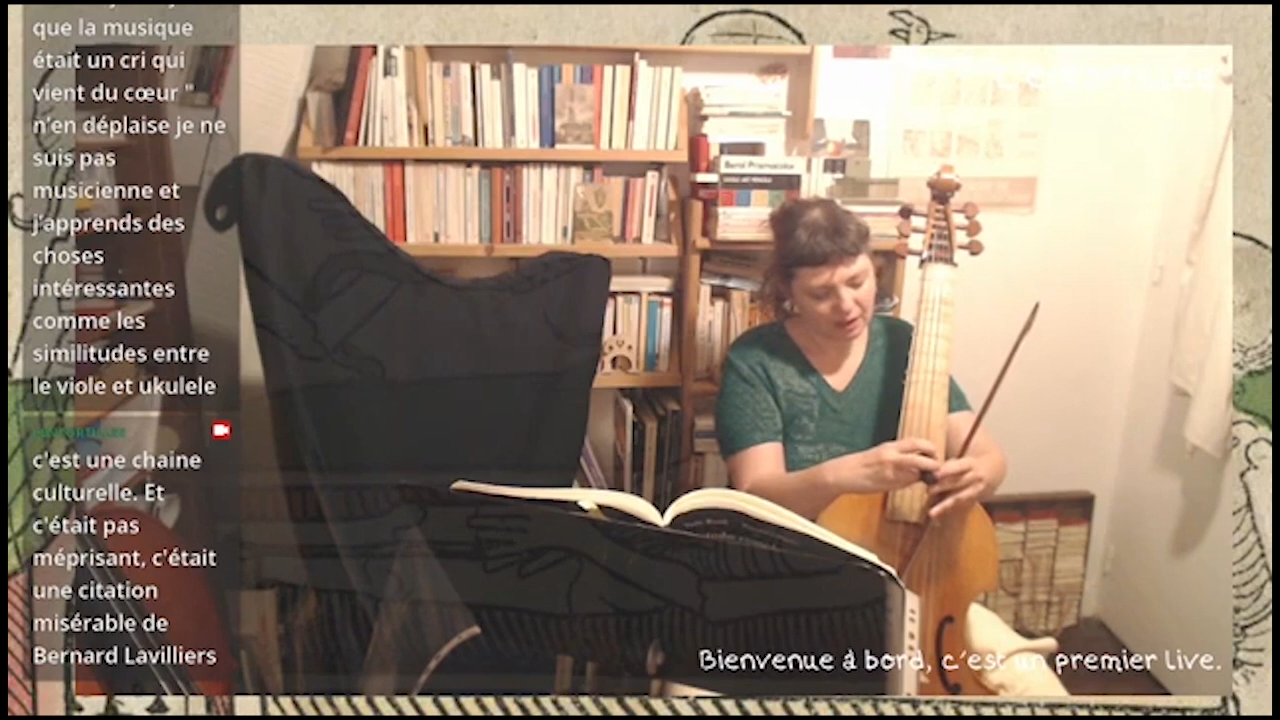 que la musique
était un cri qui
vient du cœur "
n'en déplaise je ne
suis pas
musicienne et
j'apprends des
choses
intéressantes
comme les
similitudes entre
le viole et ukulele
c'est une chaine
culturelle. Et
c'était pas
méprisant, c'était
une citation
misérable de
Bernard Lavilliers
Bienvenue à bord, c'est un premier live.